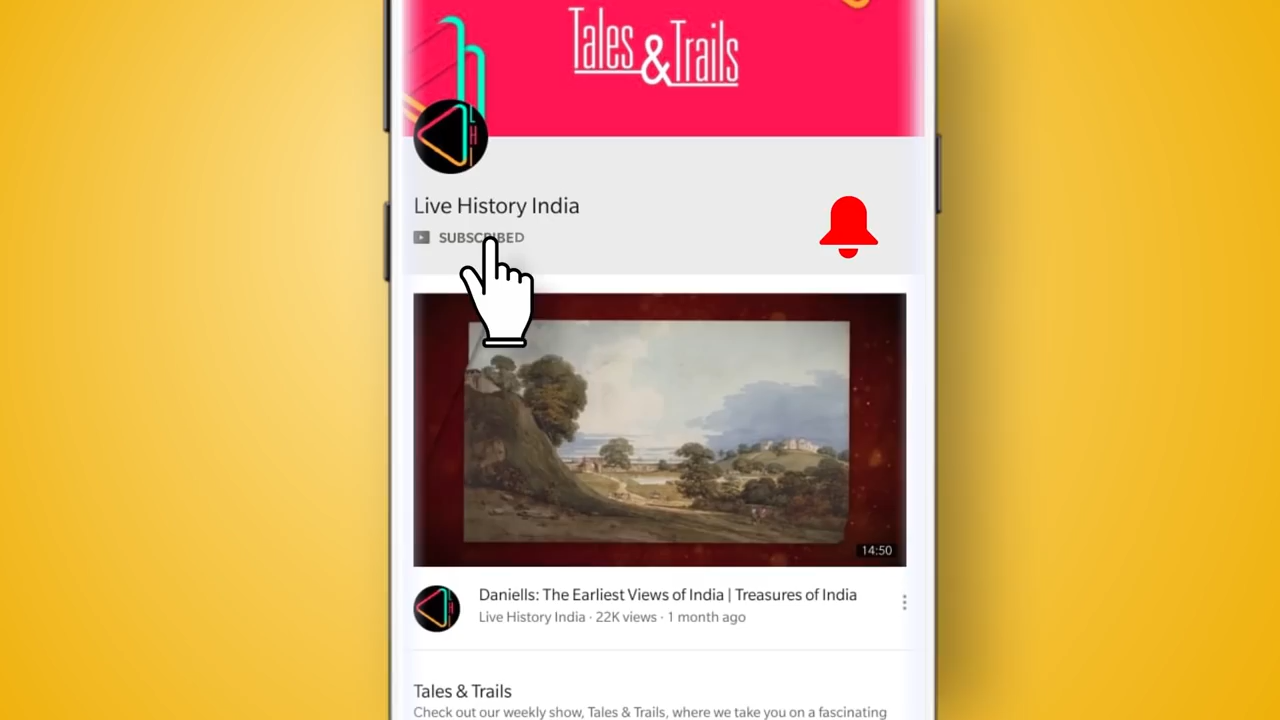 Tales & Trails
Live History India
SUBSCRIBED
14:50
Daniells: The Earliest Views of India | Treasures of India
Live History India · 22K views · 1 month ago
Tales & Trails
Check out our weekly show, Tales & Trails, where we take you on a fascinating